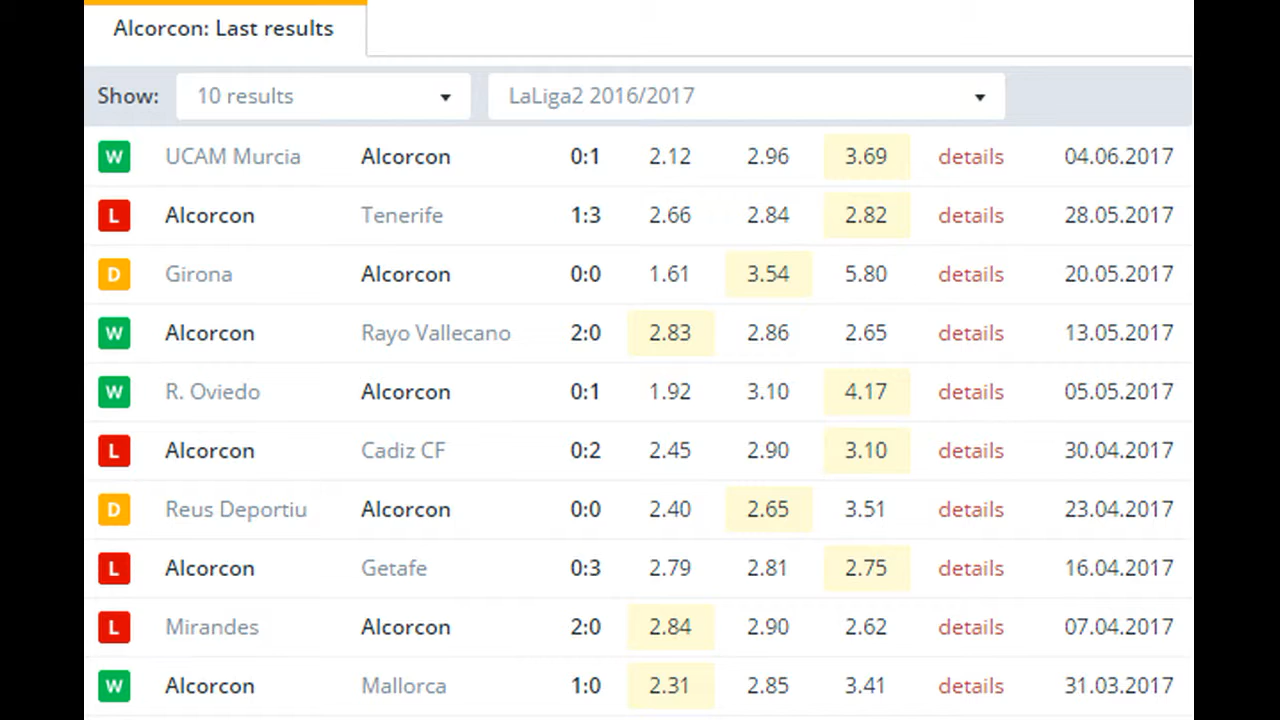 Alcorcon: Last results
Show: 10 results LaLiga2 2016/2017
W UCAM Murcia Alcorcon 0:1 2.12 2.96 3.69 details 04.06.2017
L Alcorcon Tenerife 1:3 2.66 2.84 2.82 details 28.05.2017
D Girona Alcorcon 0:0 1.61 3.54 5.80 details 20.05.2017
W Alcorcon Rayo Vallecano 2:0 2.83 2.86 2.65 details 13.05.2017
W R. Oviedo Alcorcon 0:1 1.92 3.10 4.17 details 05.05.2017
L Alcorcon Cadiz CF 0:2 2.45 2.90 3.10 details 30.04.2017
D Reus Deportiu Alcorcon 0:0 2.40 2.65 3.51 details 23.04.2017
L Alcorcon Getafe 0:3 2.79 2.81 2.75 details 16.04.2017
L Mirandes Alcorcon 2:0 2.84 2.90 2.62 details 07.04.2017
W Alcorcon Mallorca 1:0 2.31 2.85 3.41 details 31.03.2017